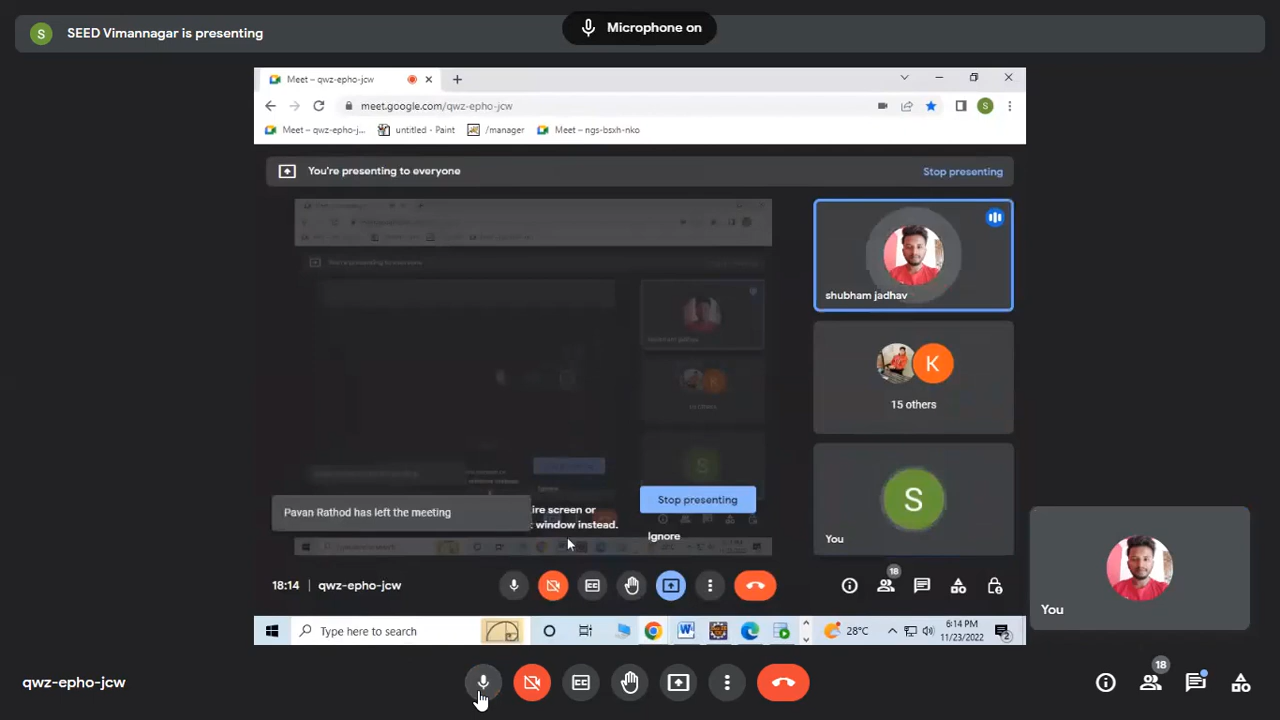 S SEED Vimannagar is presenting
Microphone on
Meet – qwz-epho-jcw
meet.google.com/qwz-epho-jcw
S
Meet – qwz-epho-j...
untitled - Paint
/manager
Meet – ngs-bsxh-nko
You're presenting to everyone
Stop presenting
shubham jadhav
K
15 others
S
You
Pavan Rathod has left the meeting
ire screen or
window instead.
Stop presenting
Ignore
18:14 | qwz-epho-jcw
18
You
Type here to search
28°C
6:14 PM
11/23/2022
2
qwz-epho-jcw
18